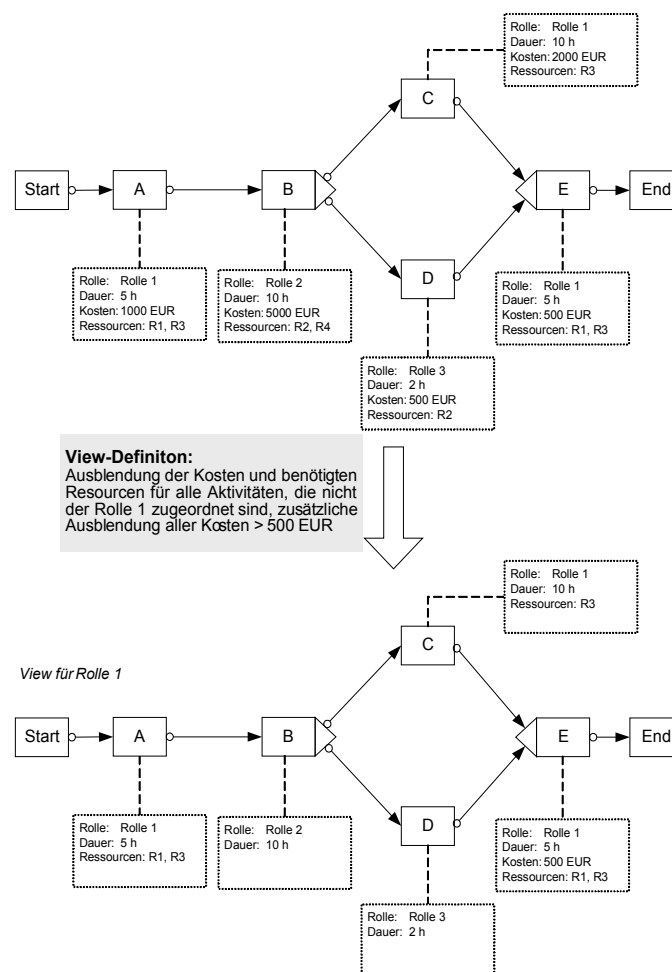 Rolle: Rolle 1
Dauer: 10 h
Kosten: 2000 EUR
Ressourcen: R3
C
Start
A
B
E
End
D
Rolle: Rolle 1
Dauer: 5 h
Kosten: 1000 EUR
Ressourcen: R1, R3
Rolle: Rolle 2
Dauer: 10 h
Kosten: 5000 EUR
Ressourcen: R2, R4
Rolle: Rolle 1
Dauer: 5 h
Kosten: 500 EUR
Ressourcen: R1, R3
Rolle: Rolle 3
Dauer: 2 h
Kosten: 500 EUR
Ressourcen: R2
View-Definiton:
Ausblendung der Kosten und benötigten
Resourcen für alle Aktivitäten, die nicht
der Rolle 1 zugeordnet sind, zusätzliche
Ausblendung aller Kosten > 500 EUR
Rolle: Rolle 1
Dauer: 10 h
Ressourcen: R3
C
View für Rolle 1
Start
A
B
E
End
D
Rolle: Rolle 1
Dauer: 5 h
Ressourcen: R1, R3
Rolle: Rolle 2
Dauer: 10 h
Rolle: Rolle 1
Dauer: 5 h
Kosten: 500 EUR
Ressourcen: R1, R3
Rolle: Rolle 3
Dauer: 2 h